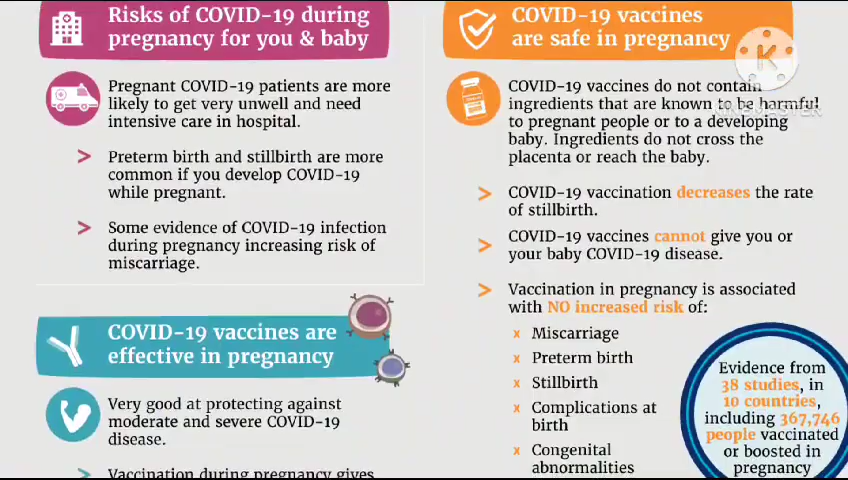 Risks of COVID-19 during
pregnancy for you & baby
Pregnant COVID-19 patients are more
likely to get very unwell and need
intensive care in hospital.
Preterm birth and stillbirth are more
common if you develop COVID-19
while pregnant.
Some evidence of COVID-19 infection
during pregnancy increasing risk of
miscarriage.
COVID-19 vaccines are
effective in pregnancy
Very good at protecting against
moderate and severe COVID-19
disease.
Vaccination during pregnancy gives
COVID-19 vaccines
are safe in pregnancy
K
KINEMASTER
COVID-19 vaccines do not contain
ingredients that are known to be harmful
to pregnant people or to a developing
baby. Ingredients do not cross the
placenta or reach the baby.
COVID-19 vaccination decreases the rate
of stillbirth.
COVID-19 vaccines cannot give you or
your baby COVID-19 disease.
Vaccination in pregnancy is associated
with NO increased risk of:
x Miscarriage
x Preterm birth
x Stillbirth
x Complications at
birth
x Congenital
abnormalities
Evidence from
38 studies, in
10 countries,
including 367,746
people vaccinated
or boosted in
pregnancy